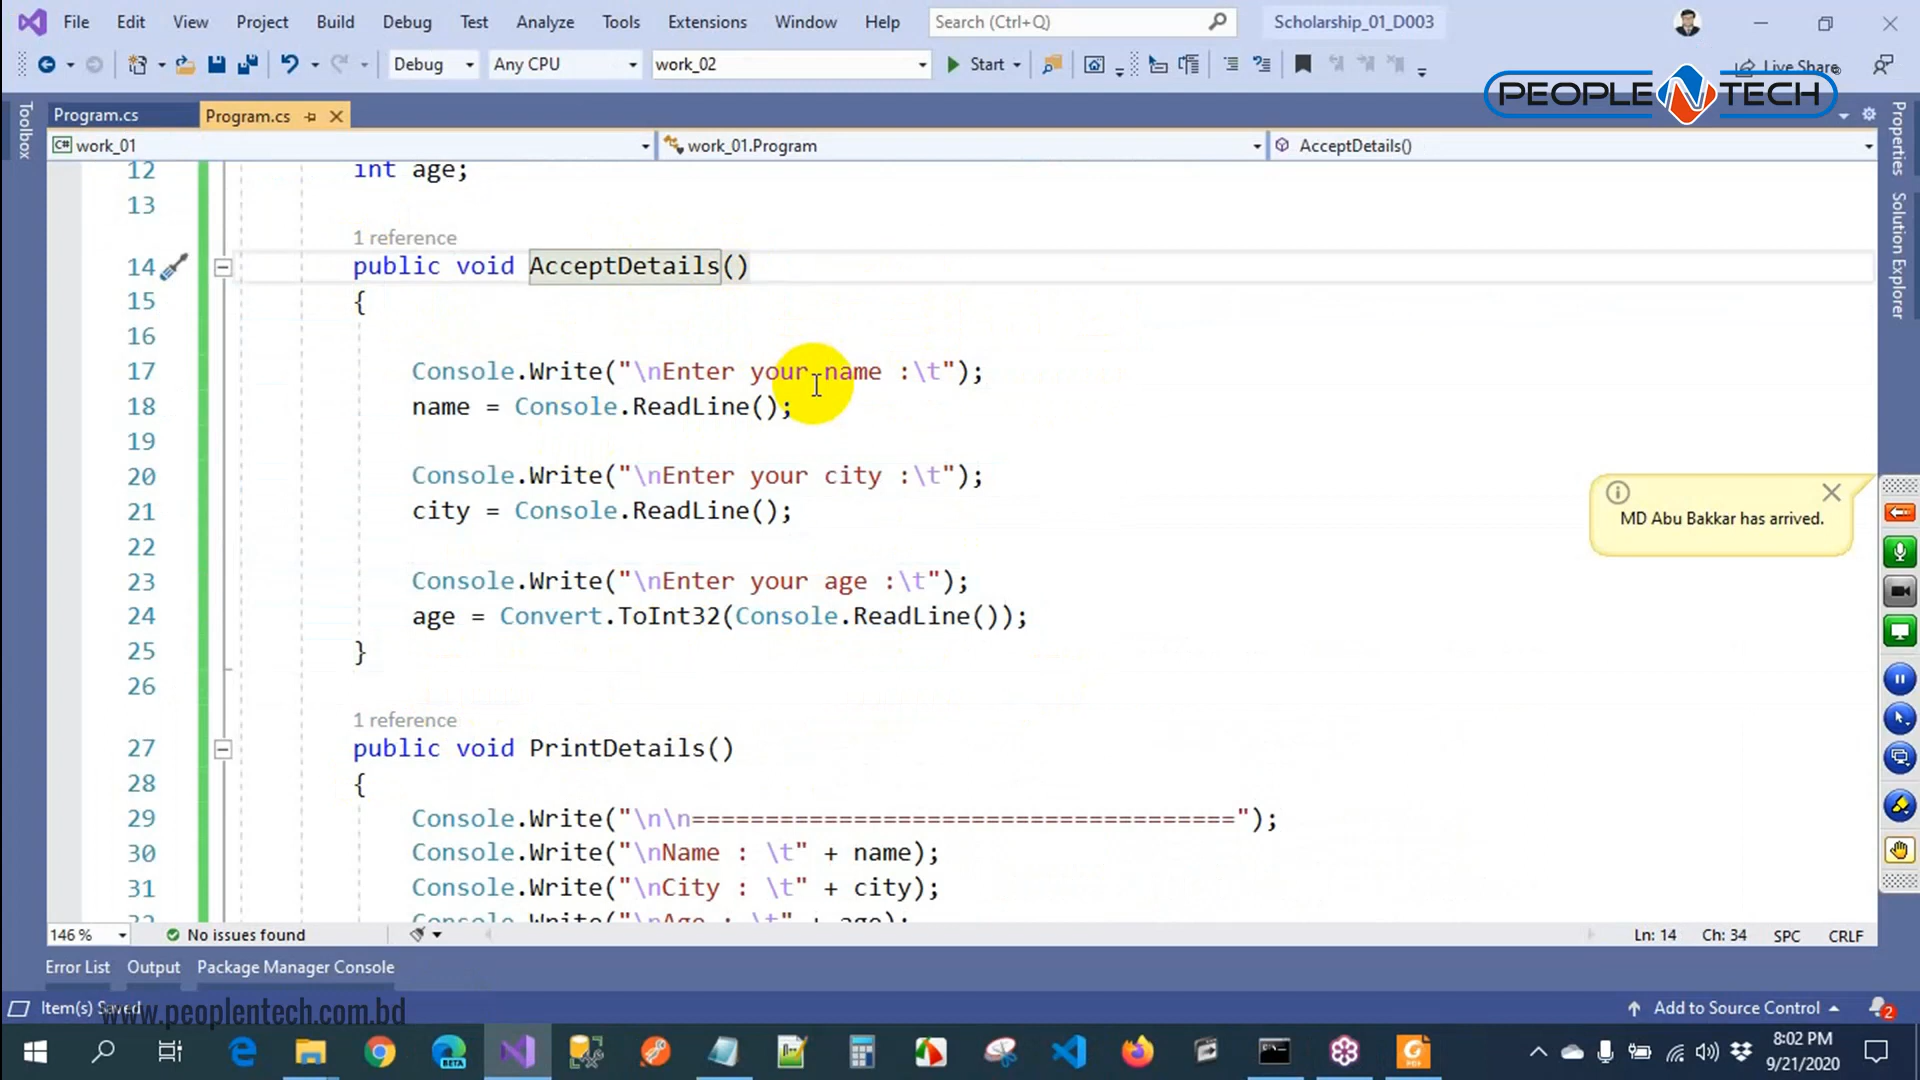 File Edit View Project Build Debug Test Analyze Tools Extensions Window Help Search (Ctrl+Q) Scholarship_01_D003
Debug Any CPU work_02 Start Live Share
PEOPLE N TECH
Program.cs Program.cs
work_01 work_01.Program AcceptDetails()
Toolbox
Properties
Solution Explorer
12 int age;
13
1 reference
14 public void AcceptDetails()
15 {
16
17 Console.Write("\nEnter your name :\t");
18 name = Console.ReadLine();
19
20 Console.Write("\nEnter your city :\t");
21 city = Console.ReadLine();
22
23 Console.Write("\nEnter your age :\t");
24 age = Convert.ToInt32(Console.ReadLine());
25 }
26
1 reference
27 public void PrintDetails()
28 {
29 Console.Write("\n\n=====================================");
30 Console.Write("\nName : \t" + name);
31 Console.Write("\nCity : \t" + city);
32 Console.Write("\nAge : \t" + age);
MD Abu Bakkar has arrived.
146 % No issues found Ln: 14 Ch: 34 SPC CRLF
Error List Output Package Manager Console
Item(s) Saved Add to Source Control 2
www.peoplentech.com.bd
BETA
8:02 PM
9/21/2020